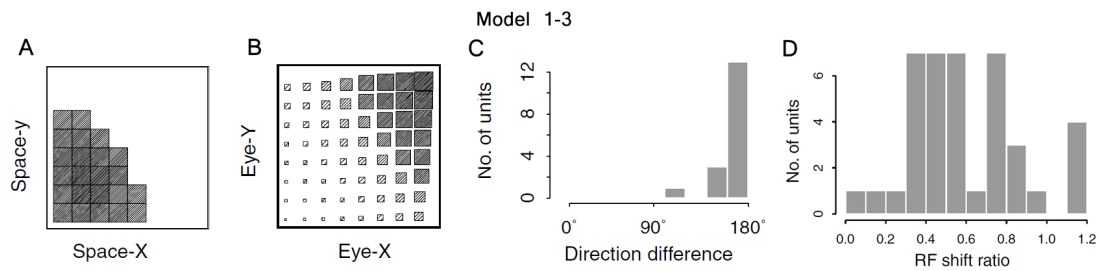 Model 1-3
A
Space-y
Space-X
B
Eye-Y
Eye-X
C
No. of units
12
8
4
0
0° 90° 180°
Direction difference
D
No. of units
6
4
2
0
0.0 0.2 0.4 0.6 0.8 1.0 1.2
RF shift ratio